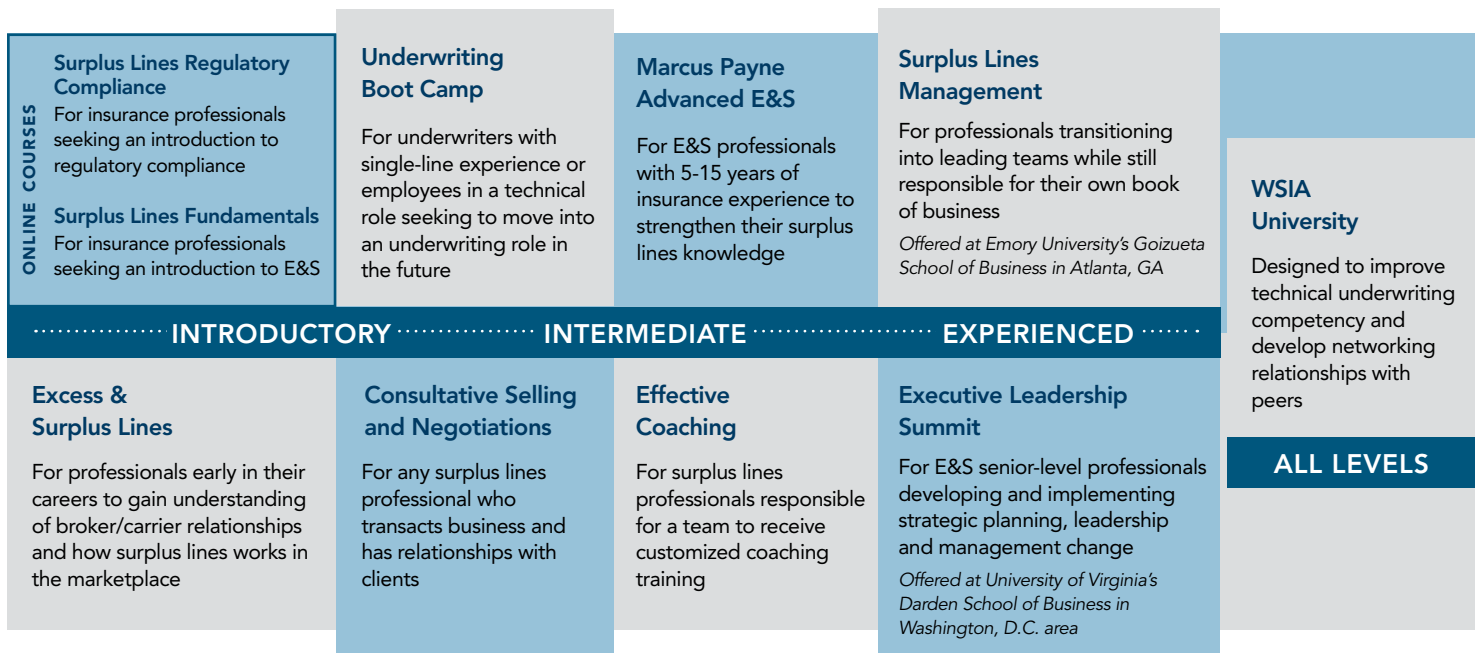 ONLINE COURSES
Surplus Lines Regulatory
Compliance
For insurance professionals
seeking an introduction to
regulatory compliance
Surplus Lines Fundamentals
For insurance professionals
seeking an introduction to E&S
Underwriting
Boot Camp
For underwriters with
single-line experience or
employees in a technical
role seeking to move into
an underwriting role in
the future
Marcus Payne
Advanced E&S
For E&S professionals
with 5-15 years of
insurance experience to
strengthen their surplus
lines knowledge
Surplus Lines
Management
For professionals transitioning
into leading teams while still
responsible for their own book
of business
Offered at Emory University's Goizueta
School of Business in Atlanta, GA
INTRODUCTORY
INTERMEDIATE
EXPERIENCED
Excess &
Surplus Lines
For professionals early in their
careers to gain understanding
of broker/carrier relationships
and how surplus lines works in
the marketplace
Consultative Selling
and Negotiations
For any surplus lines
professional who
transacts business and
has relationships with
clients
Effective
Coaching
For surplus lines
professionals responsible
for a team to receive
customized coaching
training
Executive Leadership
Summit
For E&S senior-level professionals
developing and implementing
strategic planning, leadership
and management change
Offered at University of Virginia's
Darden School of Business in
Washington, D.C. area
WSIA
University
Designed to improve
technical underwriting
competency and
develop networking
relationships with
peers
ALL LEVELS